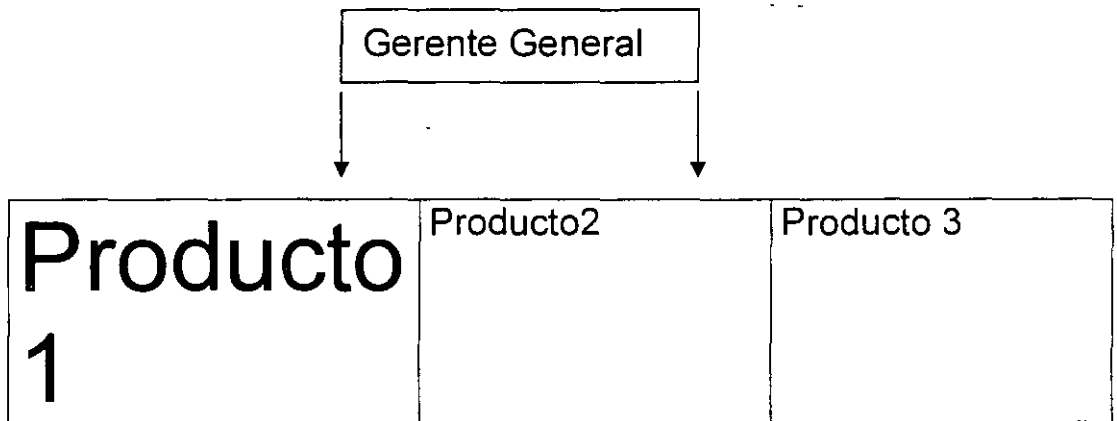 Gerente General
Producto
1
Producto2
Producto 3